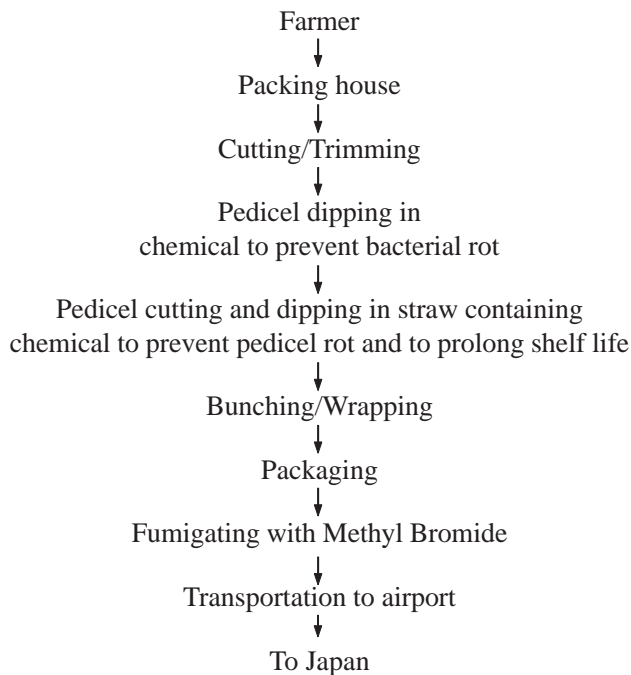 Farmer
Packing house
Cutting/Trimming
Pedicel dipping in
chemical to prevent bacterial rot
Pedicel cutting and dipping in straw containing
chemical to prevent pedicel rot and to prolong shelf life
Bunching/Wrapping
Packaging
Fumigating with Methyl Bromide
Transportation to airport
To Japan